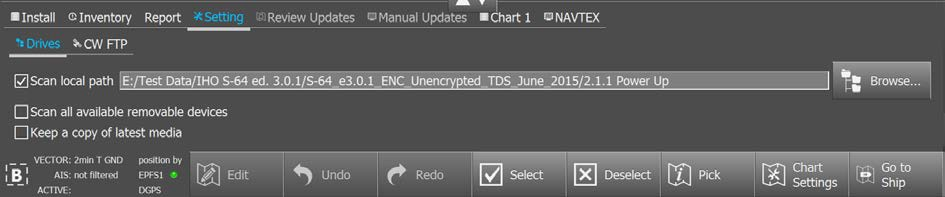 Install Inventory Report Setting Review Updates Manual Updates Chart 1 NAVTEX
Drives CW FTP
Scan local path E:/Test Data/IHO S-64 ed. 3.0.1/S-64_e3.0.1_ENC_Unencrypted_TDS_June_2015/2.1.1 Power Up Browse...
Scan all available removable devices
Keep a copy of latest media
B
VECTOR: 2min T GND
AIS: not filtered
ACTIVE:
position by
EPFS1
DGPS
Edit
Undo
Redo
Select
Deselect
Pick
Chart
Settings
Go to
Ship